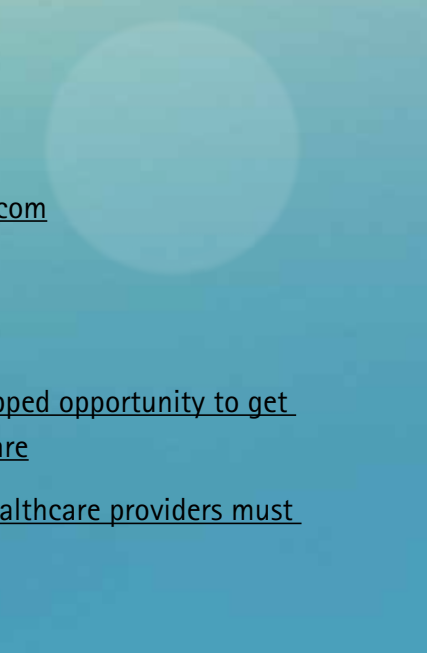 com
pped opportunity to get
are
althcare providers must